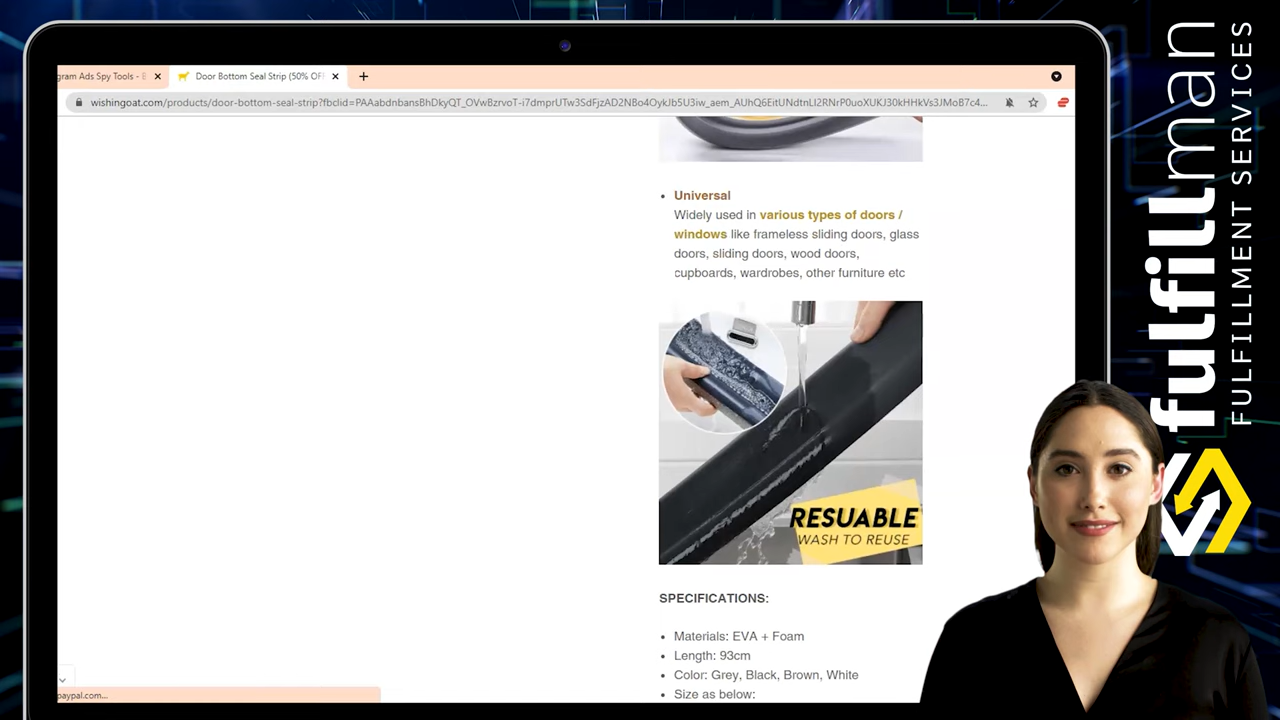 gram Ads Spy Tools - E
Door Bottom Seal Strip (50% OF
wishingoat.com/products/door-bottom-seal-strip?fbclid=PAAabdnbansBhDkyQT_OVwBzrvoT-i7dmprUTw3SdFjzAD2NBo4OykJb5U3iw_aem_AUhQ6EitUNdtnLI2RNrP0uoXUKJ30kHHkVs3JMoB7c4...
Universal
Widely used in various types of doors /
windows like frameless sliding doors, glass
doors, sliding doors, wood doors,
cupboards, wardrobes, other furniture etc
RESUABLE
WASH TO REUSE
SPECIFICATIONS:
Materials: EVA + Foam
Length: 93cm
Color: Grey, Black, Brown, White
Size as below:
paypal.com...
fulfillman
FULFILLMENT SERVICES